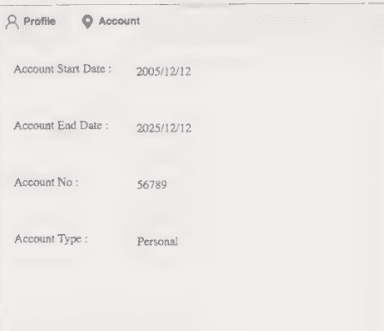 Profile Account
Account Start Date : 2005/12/12
Account End Date : 2025/12/12
Account No : 56789
Account Type : Personal